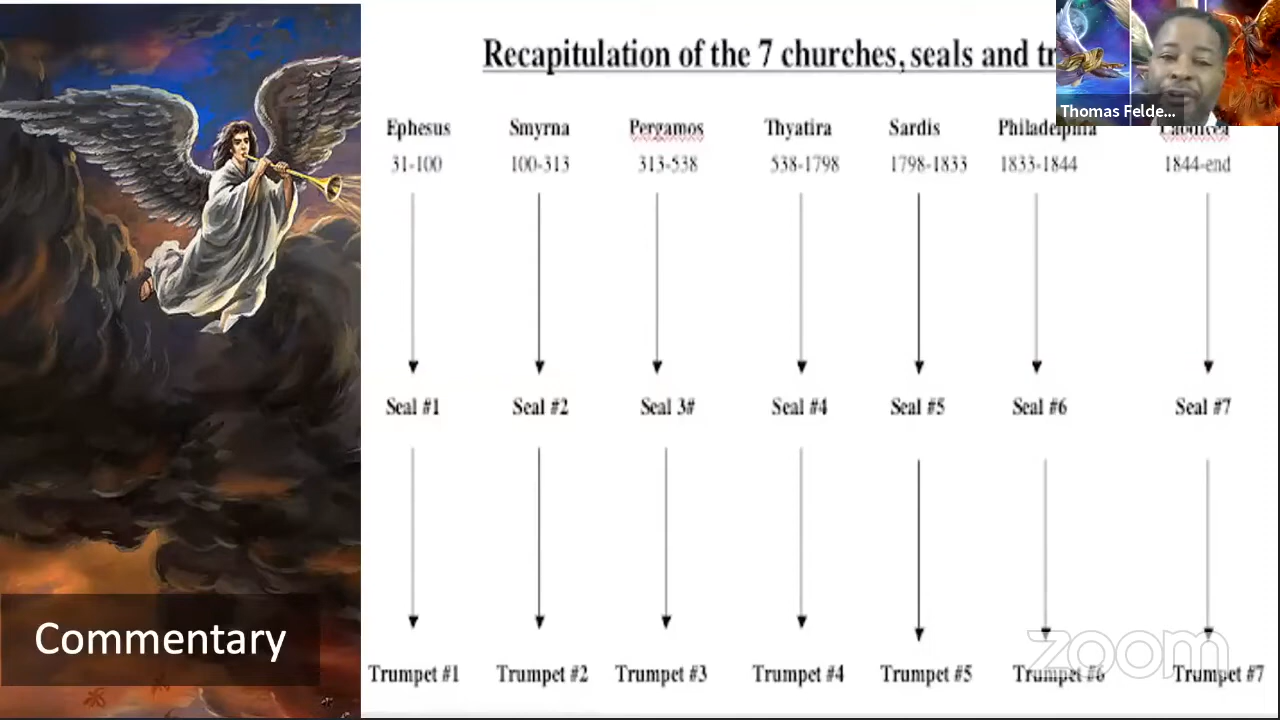 Recapitulation of the 7 churches, seals and
Thomas Felde...
Ephesus Smyrna Pergamos Thyatira Sardis Philadelphia
31-100 100-313 313-538 538-1798 1798-1833 1833-1844 1844-end
Seal #1 Seal #2 Seal 3# Seal #4 Seal #5 Seal #6 Seal #7
Commentary
zoom
Trumpet #1 Trumpet #2 Trumpet #3 Trumpet #4 Trumpet #5 Trumpet #6 Trumpet #7